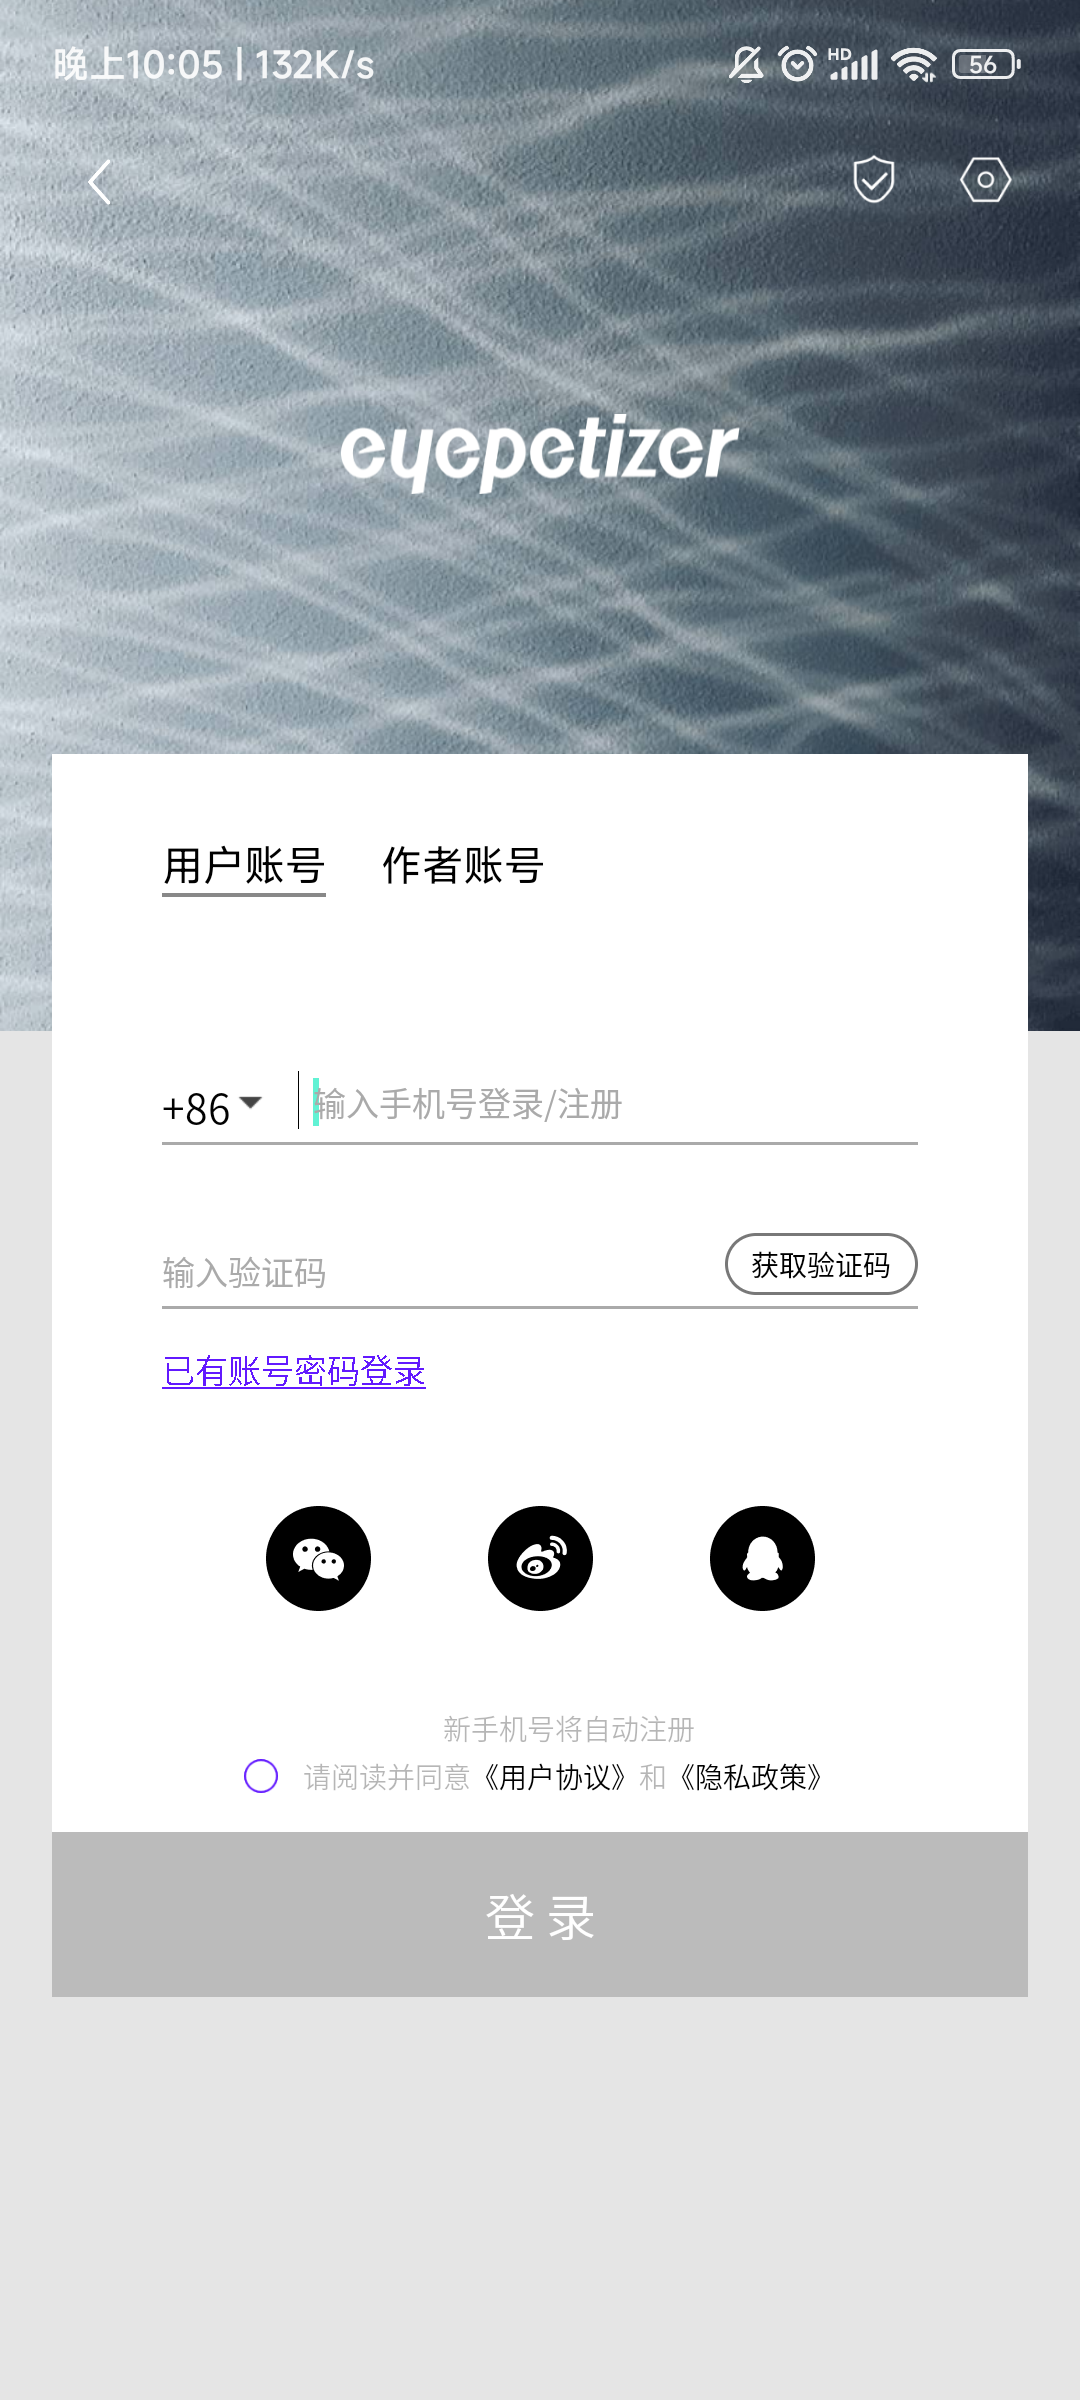 晚上10:05 | 132K/s
HD
56
eyepetizer
用户账号 作者账号
+86 输入手机号登录/注册
输入验证码 获取验证码
已有账号密码登录
新手机号将自动注册
请阅读并同意《用户协议》和《隐私政策》
登录